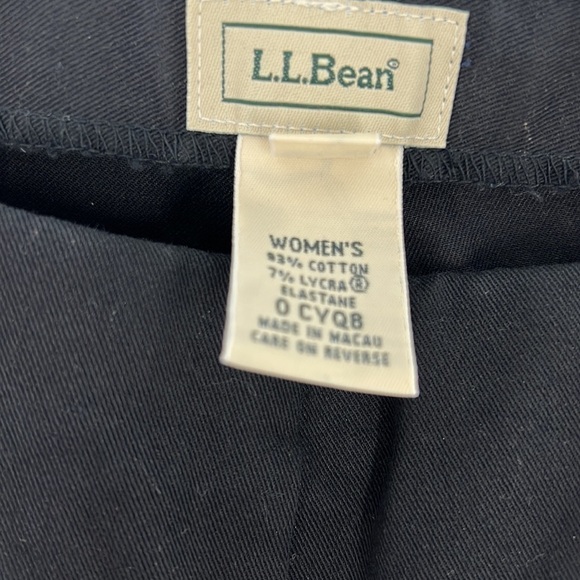 L.L.Bean®
WOMEN'S
93% COTTON
7% LYCRA®
ELASTANE
0 CYQ8
MADE IN MACAU
CARE ON REVERSE